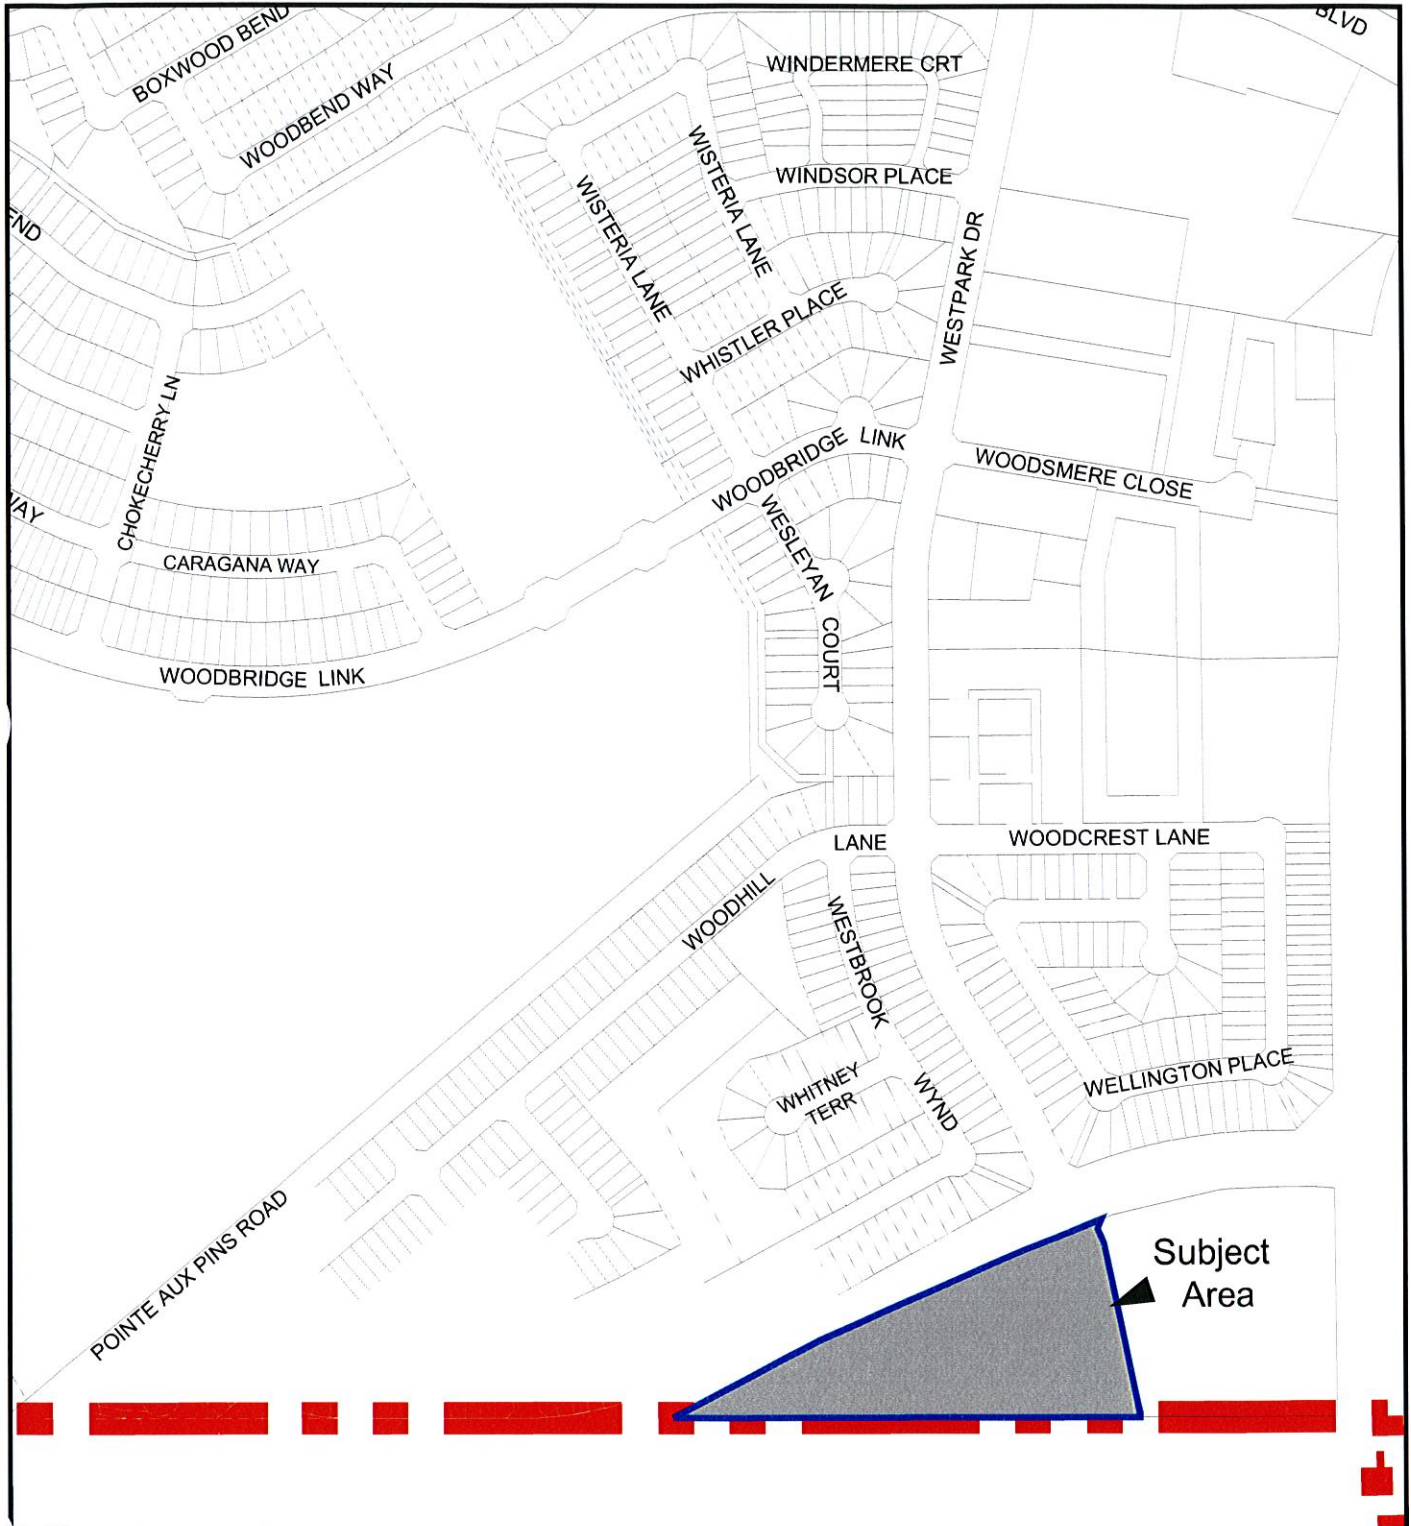 BLVD
BOXWOOD BEND
WOODBEND WAY
WINDERMERE CRT
WISTERIA LANE
WINDSOR PLACE
WISTERIA LANE
END
WESTPARK DR
WHISTLER PLACE
CHOKECHERRY LN
WOODBRIDGE LINK
WOODSMERE CLOSE
WAY
WESLEYAN COURT
CARAGANA WAY
WOODBRIDGE LINK
WOODHILL LANE
WOODCREST LANE
WESTBROOK WYND
WHITNEY
TERR
WELLINGTON PLACE
POINTE AUX PINS ROAD
Subject
Area